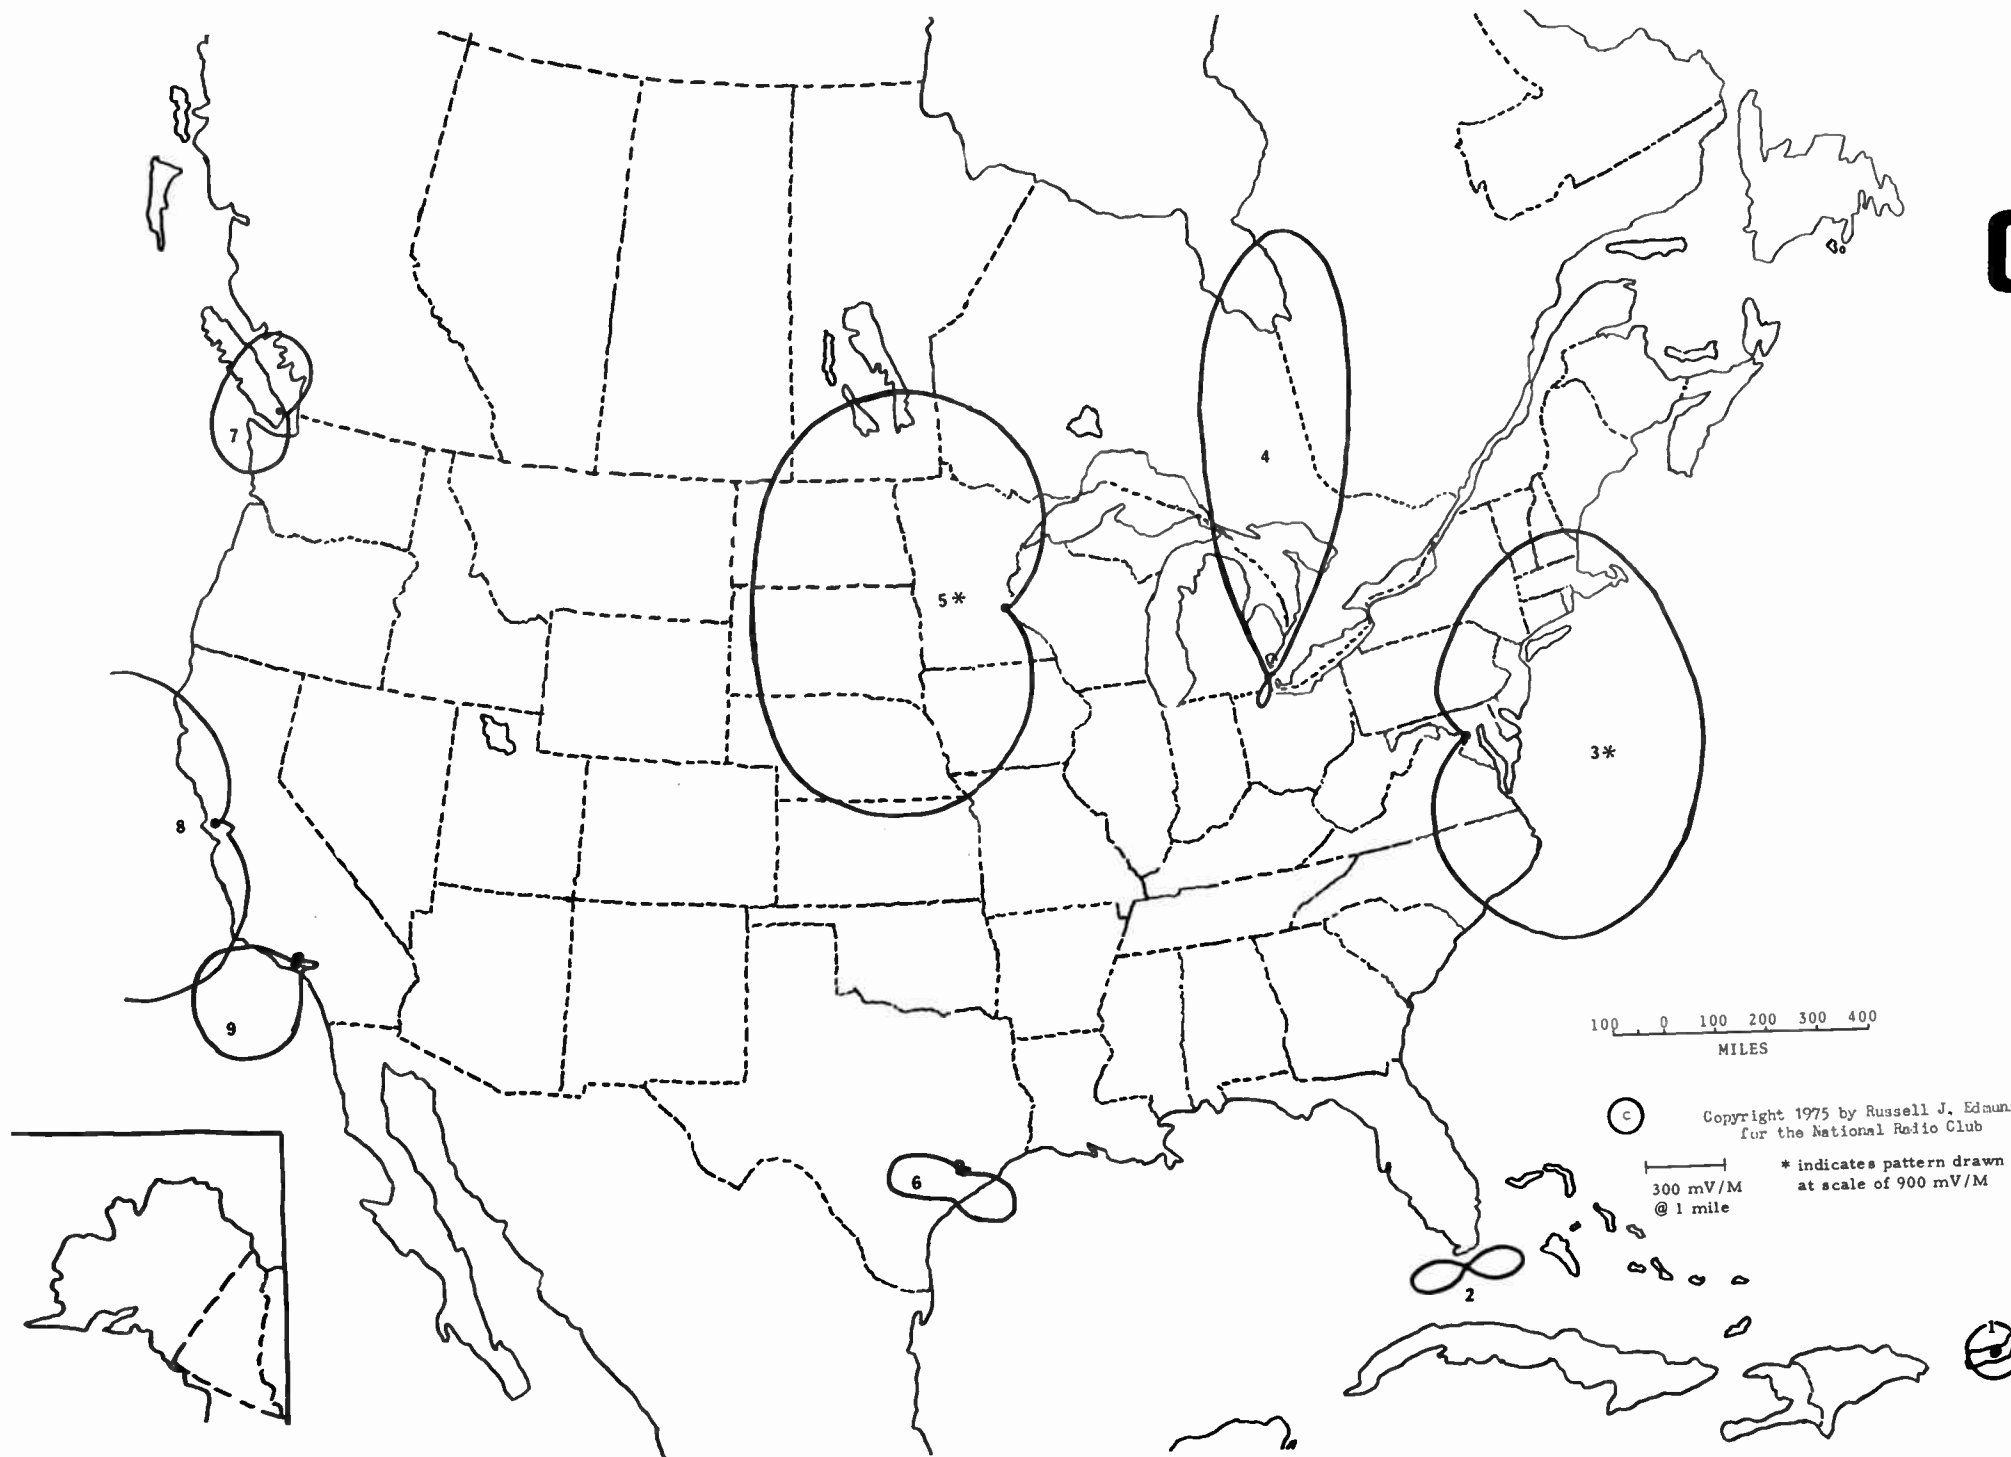 7
4
5*
3*
8
9
100 0 100 200 300 400
MILES
C
Copyright 1975 by Russell J.
for the National Radio Club
300 mV/M
@ 1 mile
* indicates pattern drawn
at scale of 900 mV/M
6
2
1